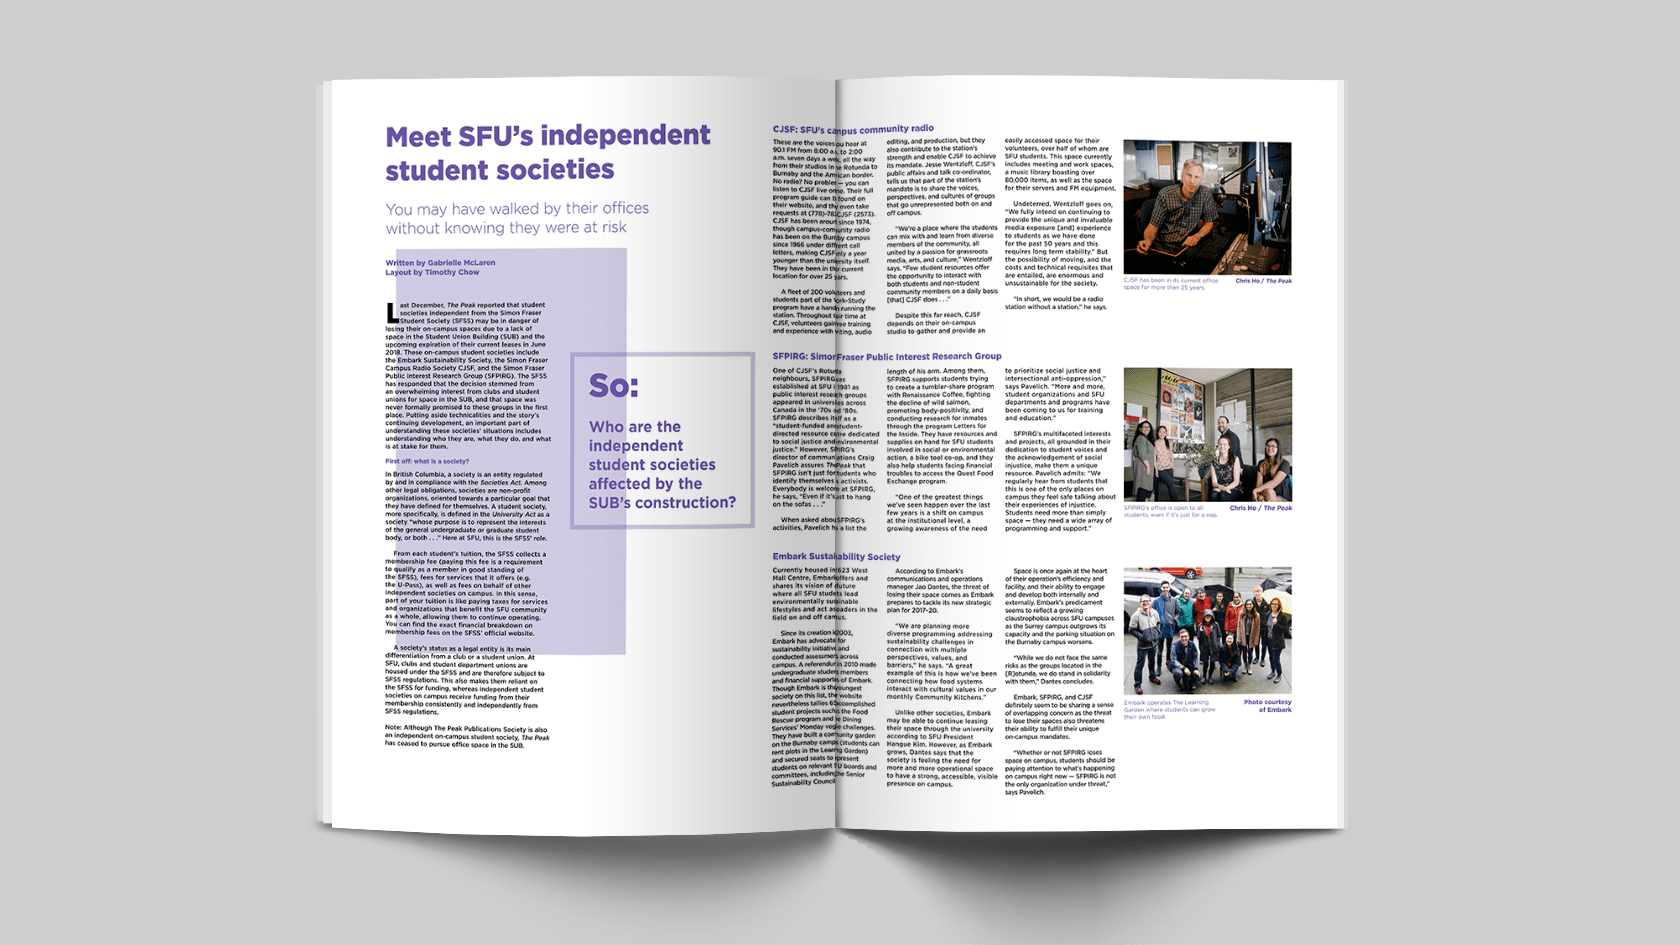 Meet SFU's independent
student societies
You may have walked by their offices
without knowing they were at risk
Written by Gabrielle McLaren
Layout by Timothy Chow
Last December, The Peak reported that student
societies independent from the Simon Fraser
Student Society (SFSS) may be in danger of
losing their on-campus spaces due to a lack of
space in the Student Union Building (SUB) and the
upcoming expiration of their current leases in June
2018. These on-campus student societies include
the Embark Sustainability Society, the Simon Fraser
Campus Radio Society CJSF, and the Simon Fraser
Public Interest Research Group (SFPIRG). The SFSS
has responded that the decision stemmed from
an overwhelming interest from clubs and student
unions for space in the SUB, and that space was
never formally promised to these groups in the first
place. Putting aside technicalities and the story's
continuing development, an important part of
understanding these societies' situations includes
understanding who they are, what they do, and what
is at stake for them.
First off: what is a society?
In British Columbia, a society is an entity regulated
by and in compliance with the Societies Act. Among
other legal obligations, societies are non-profit
organizations, oriented towards a particular goal that
they have defined for themselves. A student society,
more specifically, is defined in the University Act as a
society "whose purpose is to represent the interests
of the general undergraduate or graduate student
body, or both . . ." Here at SFU, this is the SFSS' role.
From each student's tuition, the SFSS collects a
membership fee (paying this fee is a requirement
to qualify as a member in good standing of
the SFSS), fees for services that it offers (e.g.
the U-Pass), as well as fees on behalf of other
independent societies on campus. In this sense,
part of your tuition is like paying taxes for services
and organizations that benefit the SFU community
as a whole, allowing them to continue operating.
You can find the exact financial breakdown on
membership fees on the SFSS' official website.
A society's status as a legal entity is its main
differentiation from a club or a student union. At
SFU, clubs and student department unions are
housed under the SFSS and are therefore subject to
SFSS regulations. This also makes them reliant on
the SFSS for funding, whereas independent student
societies on campus receive funding from their
membership consistently and independently from
SFSS regulations.
Note: Although The Peak Publications Society is also
an independent on-campus student society, The Peak
has ceased to pursue office space in the SUB.
So:
Who are the
independent
student societies
affected by the
SUB's construction?
CJSF: SFU's campus community radio
These are the voices you hear at
90.1 FM from 8:00 a.m. to 2:00
a.m. seven days a week, all the way
from their studios in the Rotunda to
Burnaby and the American border.
No radio? No problem — you can
listen to CJSF live online. Their full
program guide can be found on
their website, and they even take
requests at (778)-782-CJSF (2573).
CJSF has been around since 1974,
though campus-community radio
has been on the Burnaby campus
since 1966 under different call
letters, making CJSF only a year
younger than the university itself.
They have been in their current
location for over 25 years.
A fleet of 200 volunteers and
students part of the Work-Study
program have a hand in running the
station. Throughout their time at
CJSF, volunteers gain free training
and experience with writing, audio
editing, and production, but they
also contribute to the station's
strength and enable CJSF to achieve
its mandate. Jesse Wentzloff, CJSF's
public affairs and talk co-ordinator,
tells us that part of the station's
mandate is to share the voices,
perspectives, and cultures of groups
that go unrepresented both on and
off campus.
"We're a place where the students
can mix with and learn from diverse
members of the community, all
united by a passion for grassroots
media, arts, and culture," Wentzloff
says. "Few student resources offer
the opportunity to interact with
both students and non-student
community members on a daily basis
[that] CJSF does . . ."
Despite this far reach, CJSF
depends on their on-campus
studio to gather and provide an
easily accessed space for their
volunteers, over half of whom are
SFU students. This space currently
includes meeting and work spaces,
a music library boasting over
80,000 items, as well as the space
for their servers and FM equipment.
Undeterred, Wentzloff goes on,
"We fully intend on continuing to
provide the unique and invaluable
media exposure [and] experience
to students as we have done
for the past 50 years and this
requires long term stability." But
the possibility of moving, and the
costs and technical requisites that
are entailed, are enormous and
unsustainable for the society.
"In short, we would be a radio
station without a station," he says.
CJSF has been in its current office
space for more than 25 years.
Chris Ho / The Peak
SFPIRG: Simon Fraser Public Interest Research Group
One of CJSF's Rotunda
neighbours, SFPIRG was
established at SFU in 1981 as
public interest research groups
appeared in universities across
Canada in the '70s and '80s.
SFPIRG describes itself as a
"student-funded and student-
directed resource centre dedicated
to social justice and environmental
justice." However, SFPIRG's
director of communications Craig
Pavelich assures The Peak that
SFPIRG isn't just for students who
identify themselves as activists.
Everybody is welcome at SFPIRG,
he says, "Even if it's just to hang
on the sofas . . ."
When asked about SFPIRG's
activities, Pavelich has a list the
length of his arm. Among them,
SFPIRG supports students trying
to create a tumbler-share program
with Renaissance Coffee, fighting
the decline of wild salmon,
promoting body-positivity, and
conducting research for inmates
through the program Letters for
the Inside. They have resources and
supplies on hand for SFU students
involved in social or environmental
action, a bike tool co-op, and they
also help students facing financial
troubles to access the Quest Food
Exchange program.
"One of the greatest things
we've seen happen over the last
few years is a shift on campus
at the institutional level, a
growing awareness of the need
to prioritize social justice and
intersectional anti-oppression,"
says Pavelich. "More and more,
student organizations and SFU
departments and programs have
been coming to us for training
and education."
SFPIRG's multifaceted interests
and projects, all grounded in their
dedication to student voices and
the acknowledgement of social
injustice, make them a unique
resource. Pavelich admits: "We
regularly hear from students that
this is one of the only places on
campus they feel safe talking about
their experiences of injustice.
Students need more than simply
space — they need a wide array of
programming and support."
SFPIRG's office is open to all
students, even if it's just for a nap.
Chris Ho / The Peak
Embark Sustainability Society
Currently housed in 623 West
Mall Centre, Embark offers and
shares its vision of a future
where all SFU students lead
environmentally sustainable
lifestyles and act as leaders in the
field on and off campus.
Since its creation in 2003,
Embark has advocated for
sustainability initiatives and
conducted assessments across
campus. A referendum in 2010 made
undergraduate students members
and financial supporters of Embark.
Though Embark is the youngest
society on this list, the website
nevertheless tallies 65 accomplished
student projects such as the Food
Rescue program and the Dining
Services' Monday vegie challenges.
They have built a community garden
on the Burnaby campus (students can
rent plots in the Learning Garden)
and secured seats to represent
students on relevant SFU boards and
committees, including the Senior
Sustainability Council.
According to Embark's
communications and operations
manager Jao Dantes, the threat of
losing their space comes as Embark
prepares to tackle its new strategic
plan for 2017–20.
"We are planning more
diverse programming addressing
sustainability challenges in
connection with multiple
perspectives, values, and
barriers," he says. "A great
example of this is how we've been
connecting how food systems
interact with cultural values in our
monthly Community Kitchens."
Unlike other societies, Embark
may be able to continue leasing
their space through the university
according to SFU President
Hangue Kim. However, as Embark
grows, Dantes says that the
society is feeling the need for
more and more operational space
to have a strong, accessible, visible
presence on campus.
Space is once again at the heart
of their operation's efficiency and
facility, and their ability to engage
and develop both internally and
externally. Embark's predicament
seems to reflect a growing
claustrophobia across SFU campuses
as the Surrey campus outgrows its
capacity and the parking situation on
the Burnaby campus worsens.
"While we do not face the same
risks as the groups located in the
[R]otunda, we do stand in solidarity
with them," Dantes concludes.
Embark, SFPIRG, and CJSF
definitely seem to be sharing a sense
of overlapping concern as the threat
to lose their spaces also threatens
their ability to fulfill their unique
on-campus mandates.
"Whether or not SFPIRG loses
space on campus, students should be
paying attention to what's happening
on campus right now — SFPIRG is not
the only organization under threat,"
says Pavelich.
Embark operates The Learning
Garden where students can grow
their own food.
Photo courtesy
of Embark